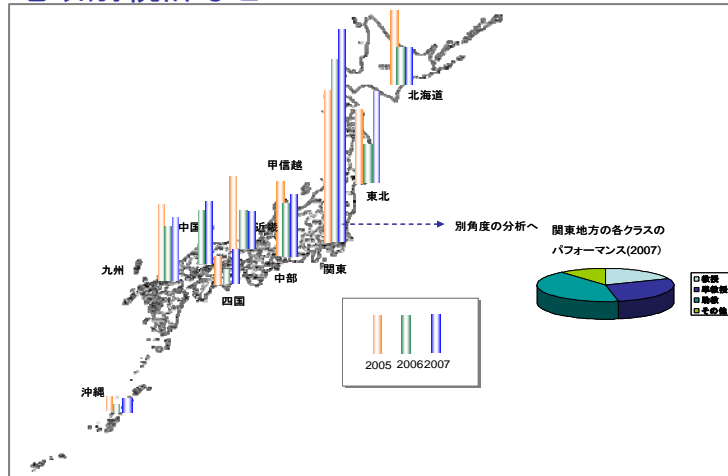 北海道
東北
甲信越
中国
近畿
九州
四国
中部
関東
沖縄
別角度の分析へ
関東地方の各クラスの
パフォーマンス(2007)
教授
準教授
助教
その他
2005 2006 2007